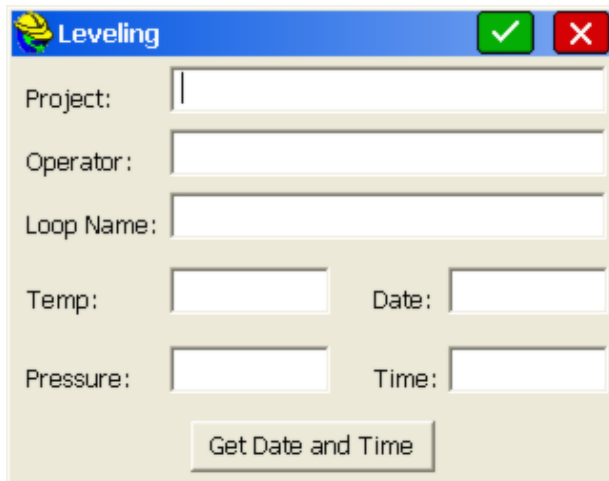 Leveling
Project:
Operator:
Loop Name:
Temp: Date:
Pressure: Time:
Get Date and Time